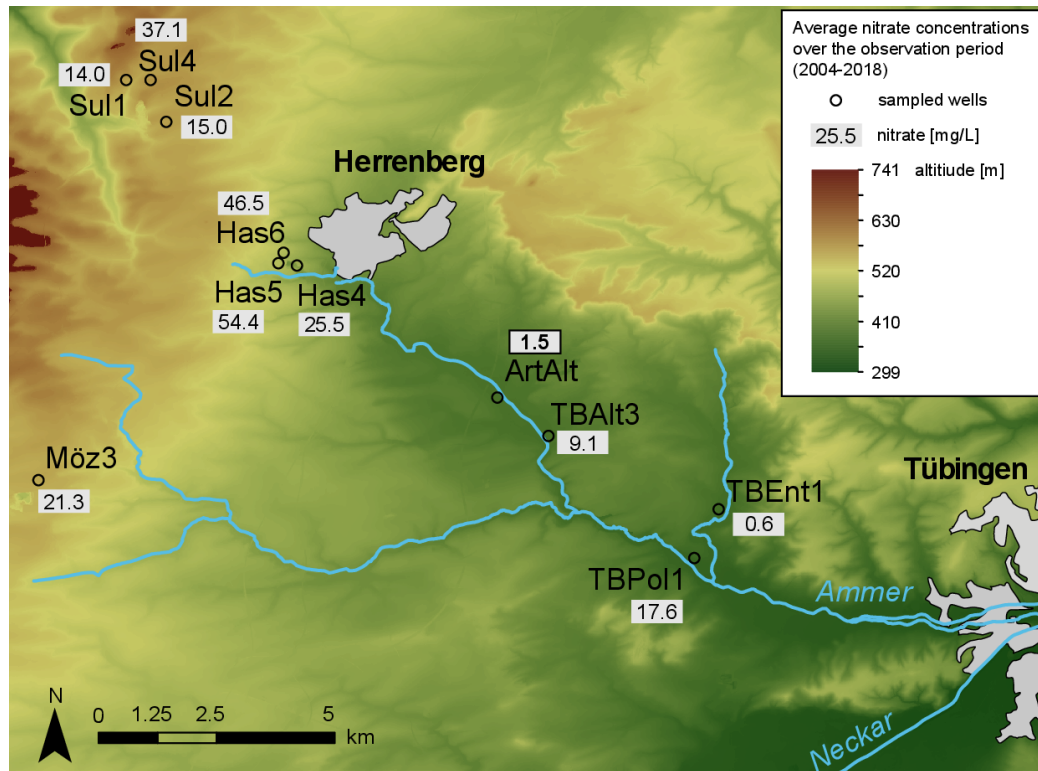 37.1
Sul4
14.0
Sul1
Sul2
15.0
Average nitrate concentrations
over the observation period
(2004-2018)
sampled wells
25.5 nitrate [mg/L]
741 altitiude [m]
630
520
410
299
Herrenberg
46.5
Has6
Has5
54.4
Has4
25.5
1.5
ArtAlt
TBAlt3
9.1
Möz3
21.3
Tübingen
TBEnt1
0.6
TBPol1
17.6
Ammer
Neckar
N
0 1.25 2.5 5
km